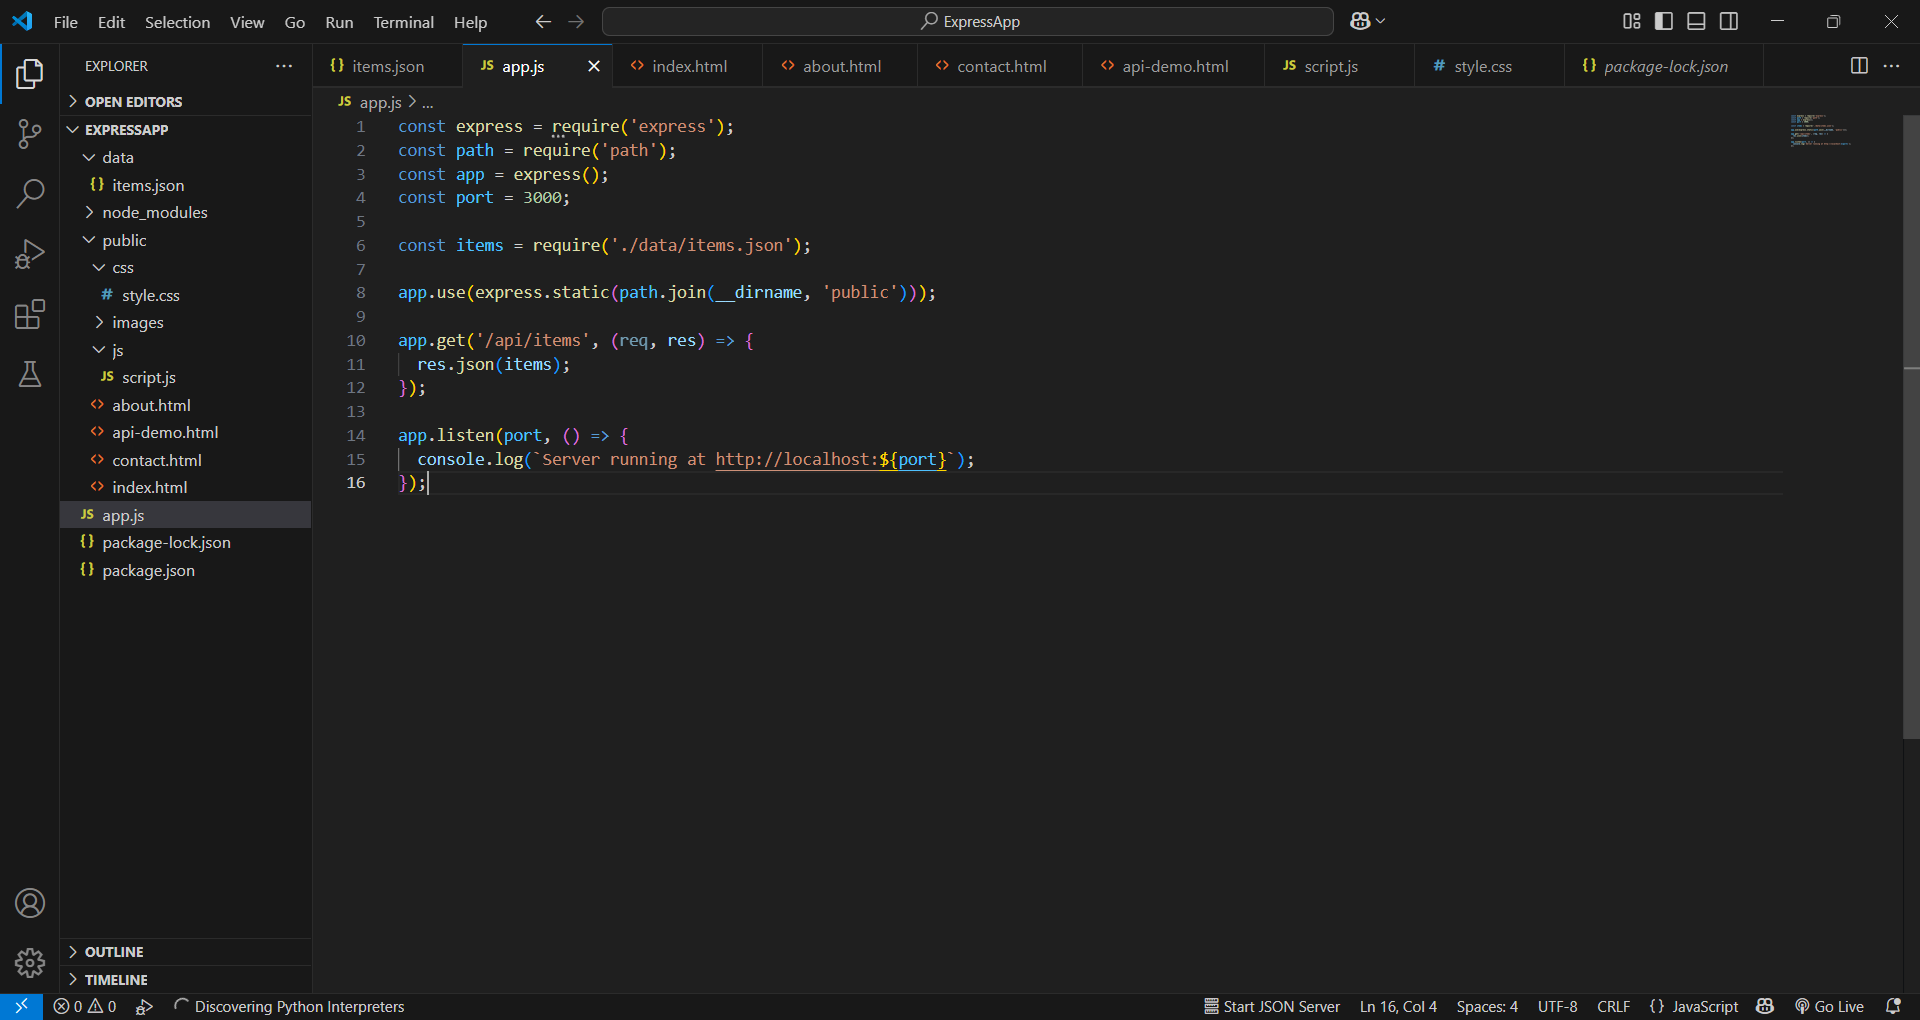 File Edit Selection View Go Run Terminal Help
ExpressApp
EXPLORER
items.json
app.js
index.html
about.html
contact.html
api-demo.html
script.js
style.css
package-lock.json
OPEN EDITORS
EXPRESSAPP
data
items.json
node_modules
public
css
style.css
images
js
script.js
about.html
api-demo.html
contact.html
index.html
app.js
package-lock.json
package.json
OUTLINE
TIMELINE
JS app.js > ...
1 const express = require('express');
2 const path = require('path');
3 const app = express();
4 const port = 3000;
5
6 const items = require('./data/items.json');
7
8 app.use(express.static(path.join(__dirname, 'public')));
9
10 app.get('/api/items', (req, res) => {
11 res.json(items);
12 });
13
14 app.listen(port, () => {
15 console.log(`Server running at http://localhost:${port}`);
16 });
0 0 Discovering Python Interpreters
Start JSON Server Ln 16, Col 4 Spaces: 4 UTF-8 CRLF {} JavaScript Go Live